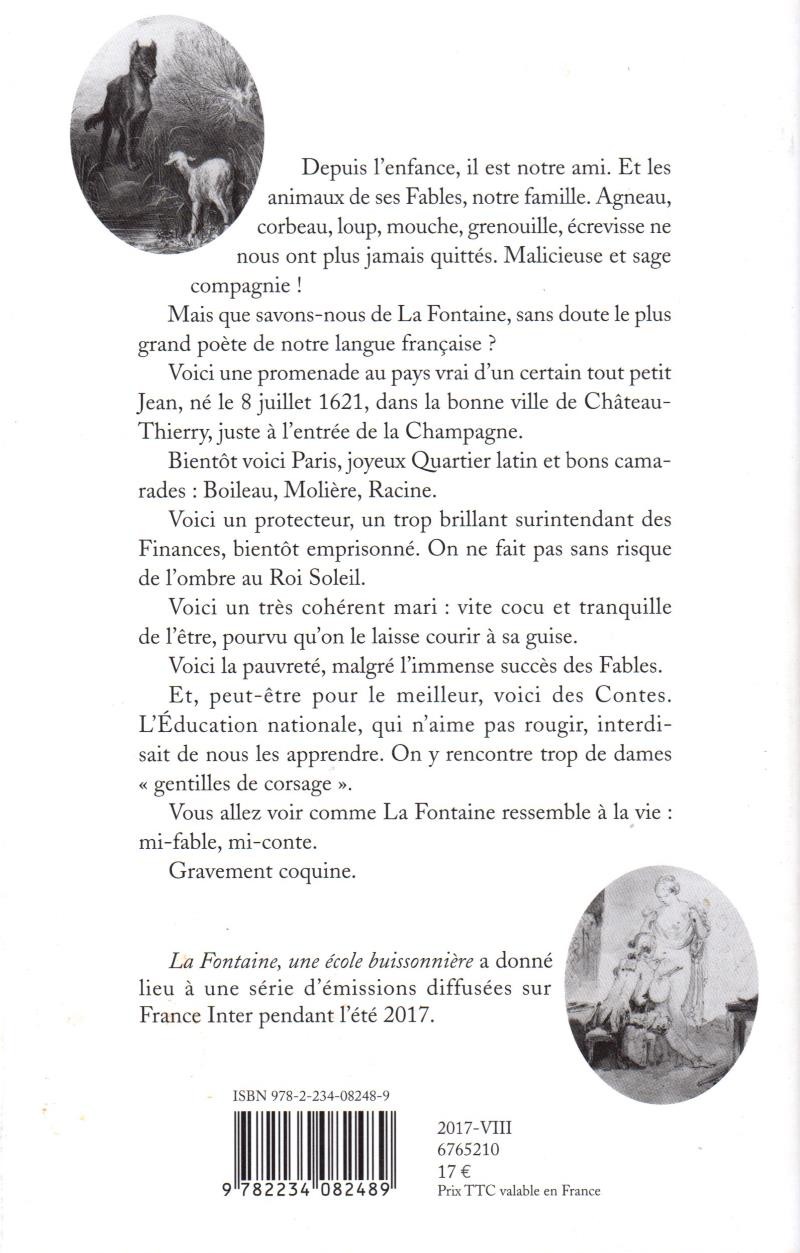 Depuis l'enfance, il est notre ami. Et les
animaux de ses Fables, notre famille. Agneau,
corbeau, loup, mouche, grenouille, écrevisse ne
nous ont plus jamais quittés. Malicieuse et sage
compagnie !
Mais que savons-nous de La Fontaine, sans doute le plus
grand poète de notre langue française ?
Voici une promenade au pays vrai d'un certain tout petit
Jean, né le 8 juillet 1621, dans la bonne ville de Château-
Thierry, juste à l'entrée de la Champagne.
Bientôt voici Paris, joyeux Quartier latin et bons cama-
rades : Boileau, Molière, Racine.
Voici un protecteur, un trop brillant surintendant des
Finances, bientôt emprisonné. On ne fait pas sans risque
de l'ombre au Roi Soleil.
Voici un très cohérent mari : vite cocu et tranquille
de l'être, pourvu qu'on le laisse courir à sa guise.
Voici la pauvreté, malgré l'immense succès des Fables.
Et, peut-être pour le meilleur, voici des Contes.
L'Éducation nationale, qui n'aime pas rougir, interdi-
sait de nous les apprendre. On y rencontre trop de dames
« gentilles de corsage ».
Vous allez voir comme La Fontaine ressemble à la vie :
mi-fable, mi-conte.
Gravement coquine.
La Fontaine, une école buissonnière a donné
lieu à une série d'émissions diffusées sur
France Inter pendant l'été 2017.
ISBN 978-2-234-08248-9
9 782234 082489
2017-VIII
6765210
17 €
Prix TTC valable en France